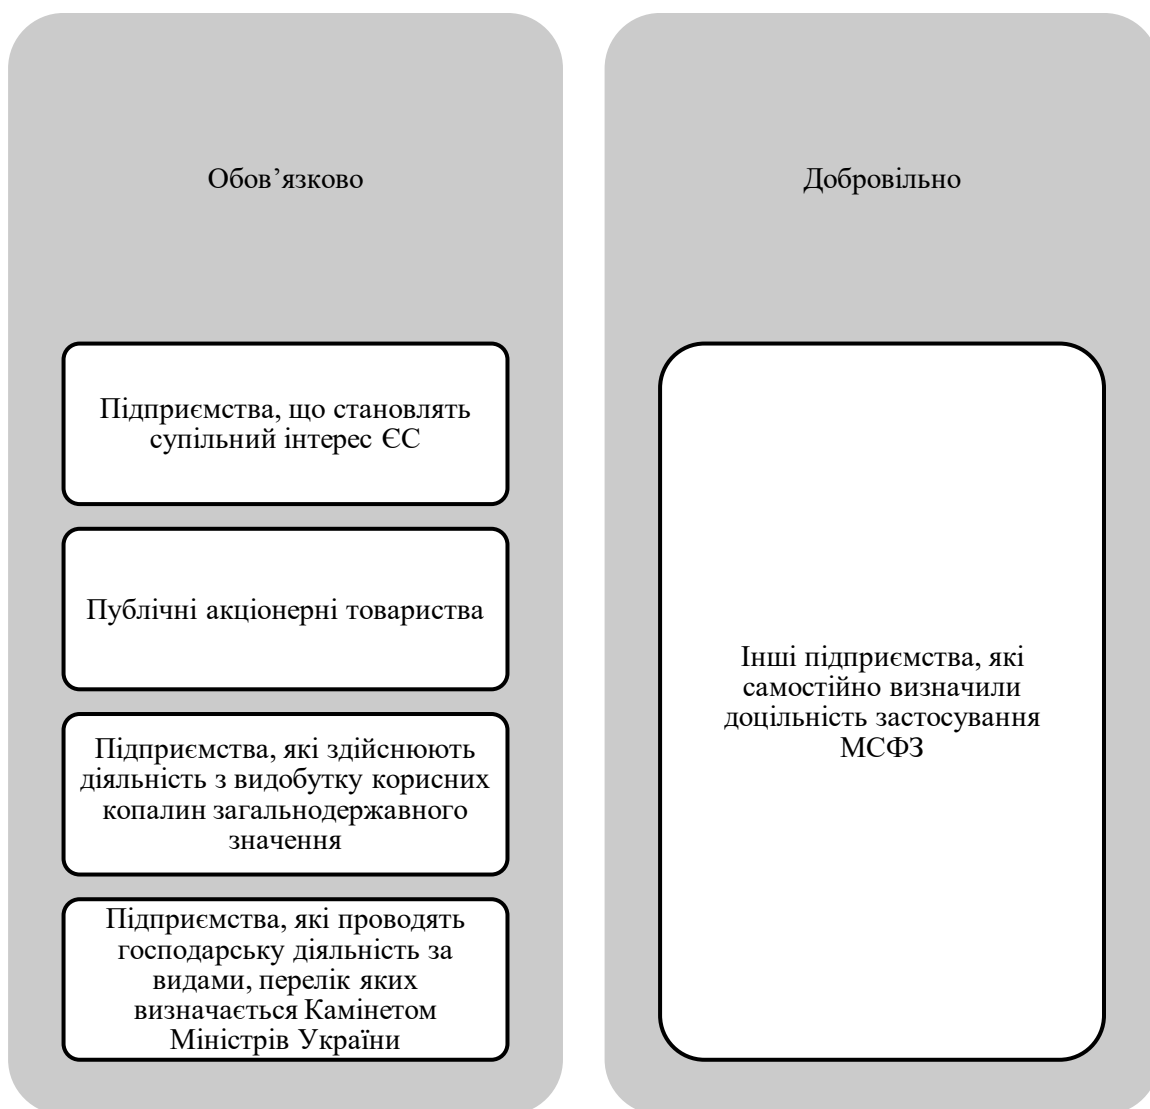 Обов’язково
Підприємства, що становлять
супільний інтерес ЄС
Публічні акціонерні товариства
Підприємства, які здійснюють
діяльність з видобутку корисних
копалин загальнодержавного
значення
Підприємства, які проводять
господарську діяльність за
видами, перелік яких
визначається Камінетом
Міністрів України
Добровільно
Інші підприємства, які
самостійно визначили
доцільність застосування
МСФЗ